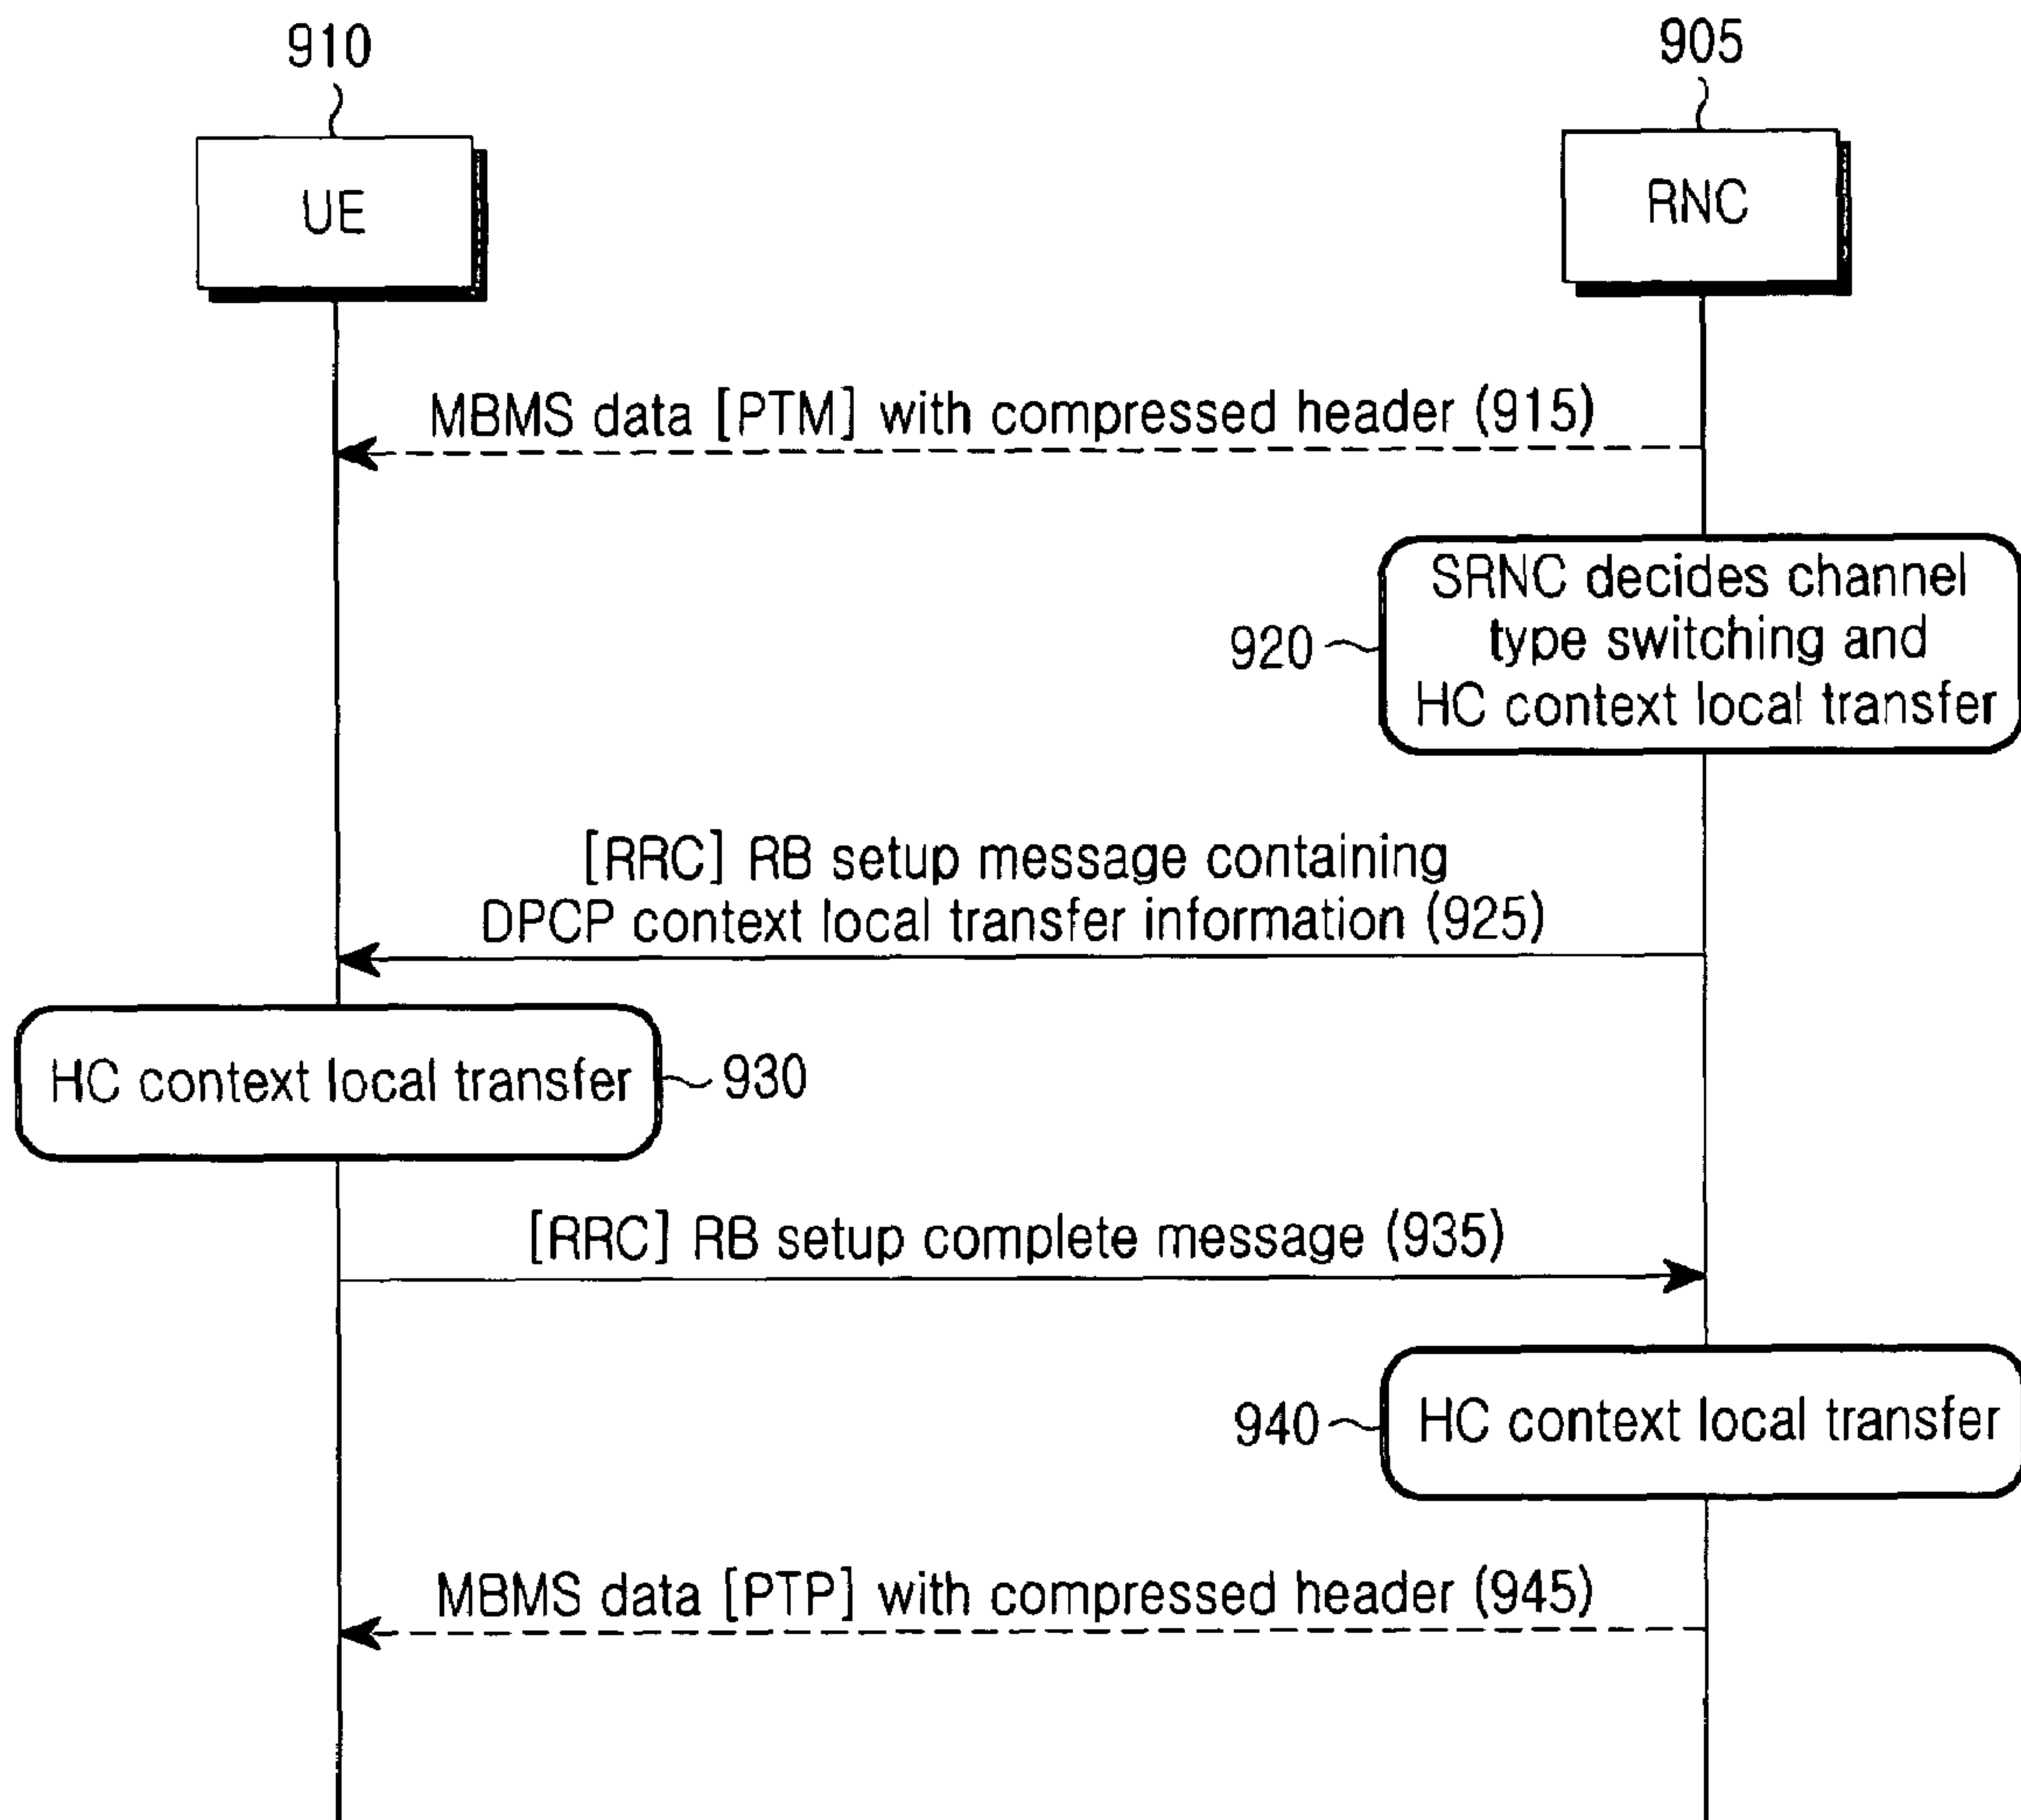 910
905
UE
RNC
MBMS data [PTM] with compressed header (915)
SRNC decides channel
type switching and
HC context local transfer
920
[RRC] RB setup message containing
DPCP context local transfer information (925)
HC context local transfer
930
[RRC] RB setup complete message (935)
940
HC context local transfer
MBMS data [PTP] with compressed header (945)